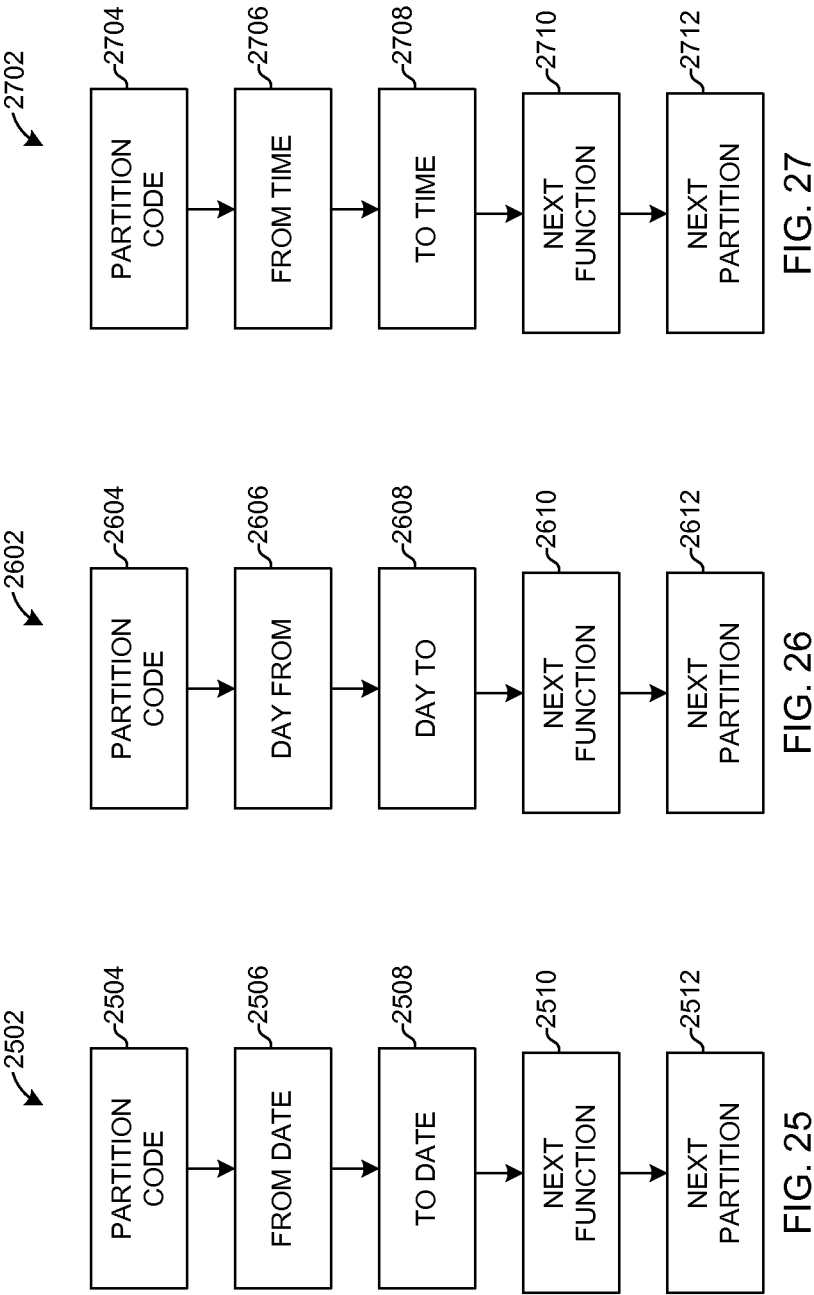 2502
PARTITION
CODE
2504
FROM DATE
2506
TO DATE
2508
NEXT
FUNCTION
2510
NEXT
PARTITION
2512
FIG. 25
2602
PARTITION
CODE
2604
DAY FROM
2606
DAY TO
2608
NEXT
FUNCTION
2610
NEXT
PARTITION
2612
FIG. 26
2702
PARTITION
CODE
2704
FROM TIME
2706
TO TIME
2708
NEXT
FUNCTION
2710
NEXT
PARTITION
2712
FIG. 27